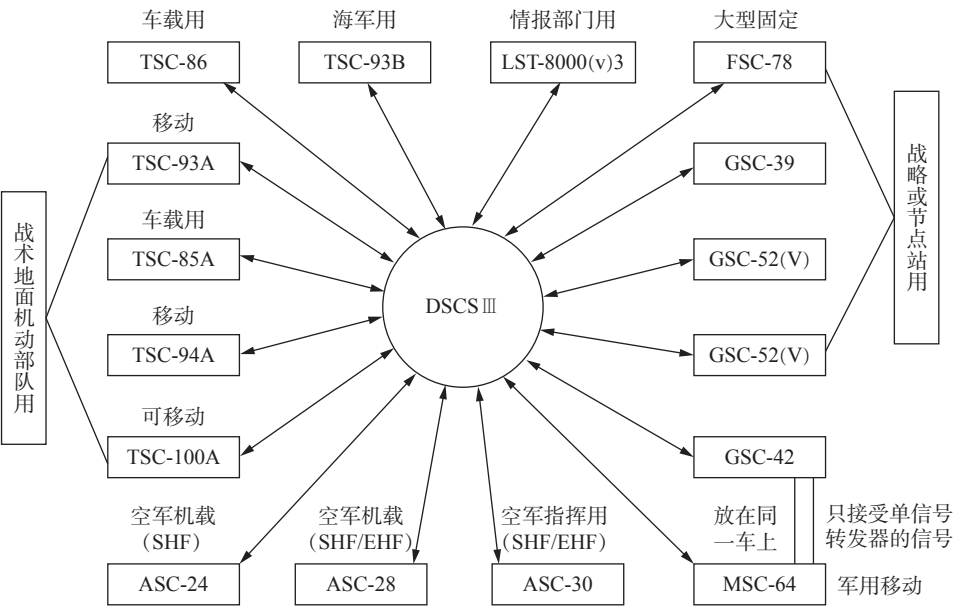 车载用
海军用
情报部门用
大型固定
TSC-86
TSC-93B
LST-8000(v)3
FSC-78
移动
TSC-93A
GSC-39
车载用
TSC-85A
GSC-52(V)
战术地面机动部队用
战略或节点站用
DSCSⅢ
移动
TSC-94A
GSC-52(V)
可移动
TSC-100A
GSC-42
空军机载
(SHF)
空军机载
(SHF/EHF)
空军指挥用
(SHF/EHF)
放在同
一车上
只接受单信号
转发器的信号
ASC-24
ASC-28
ASC-30
MSC-64
军用移动